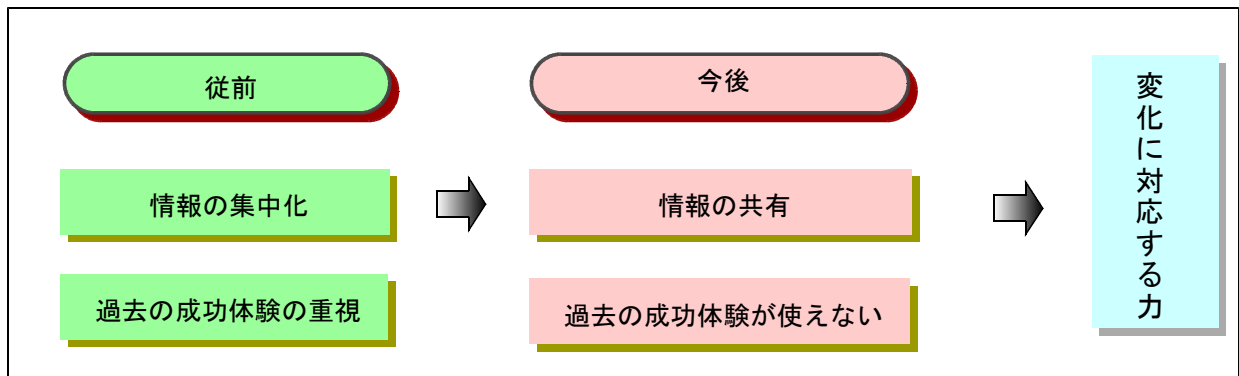 従前
今後
情報の集中化
情報の共有
過去の成功体験の重視
過去の成功体験が使えない
変化に対応する力